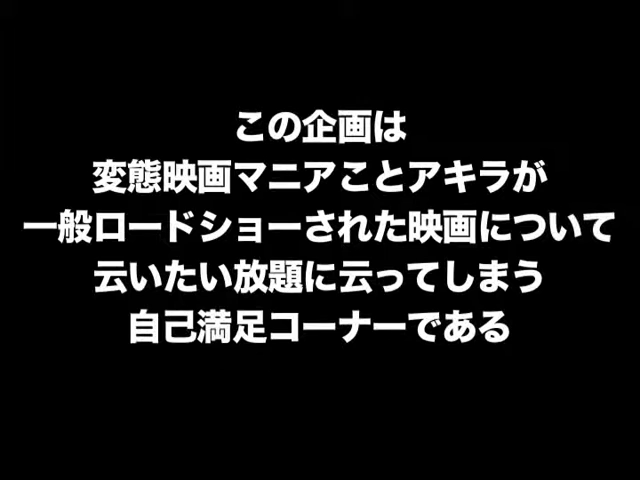 この企画は
変態映画マニアことアキラが
一般ロードショーされた映画について
云いたい放題に云ってしまう
自己満足コーナーである